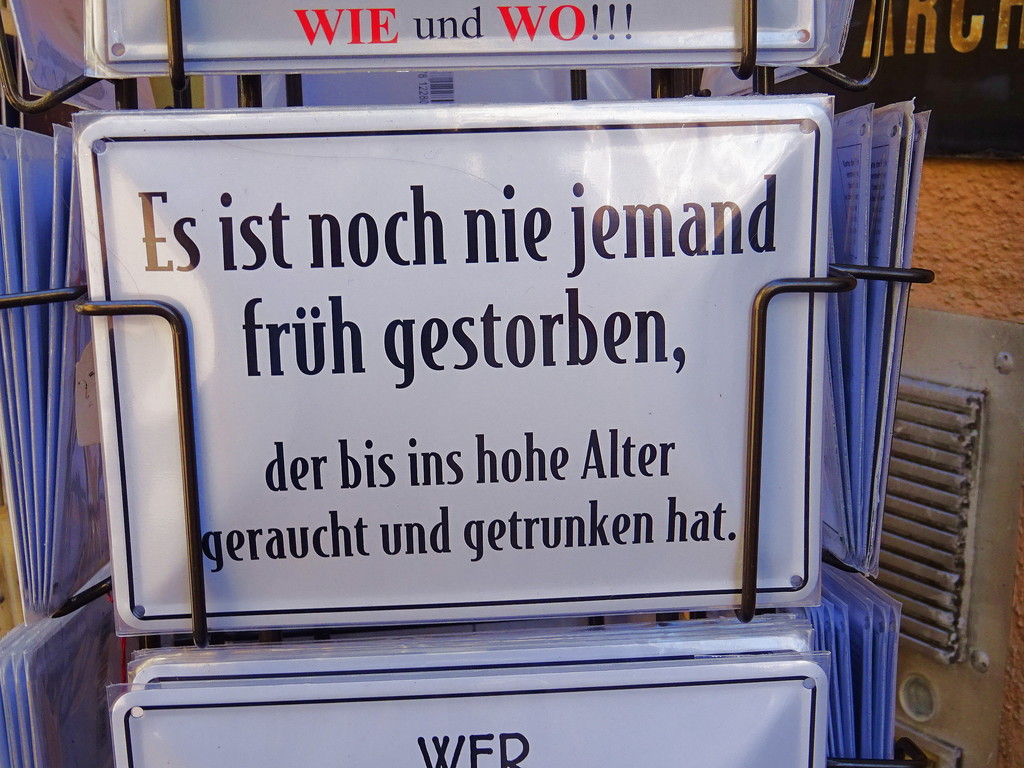 WIE und WO!!!
Es ist noch nie jemand
früh gestorben,
der bis ins hohe Alter
geraucht und getrunken hat.
WER